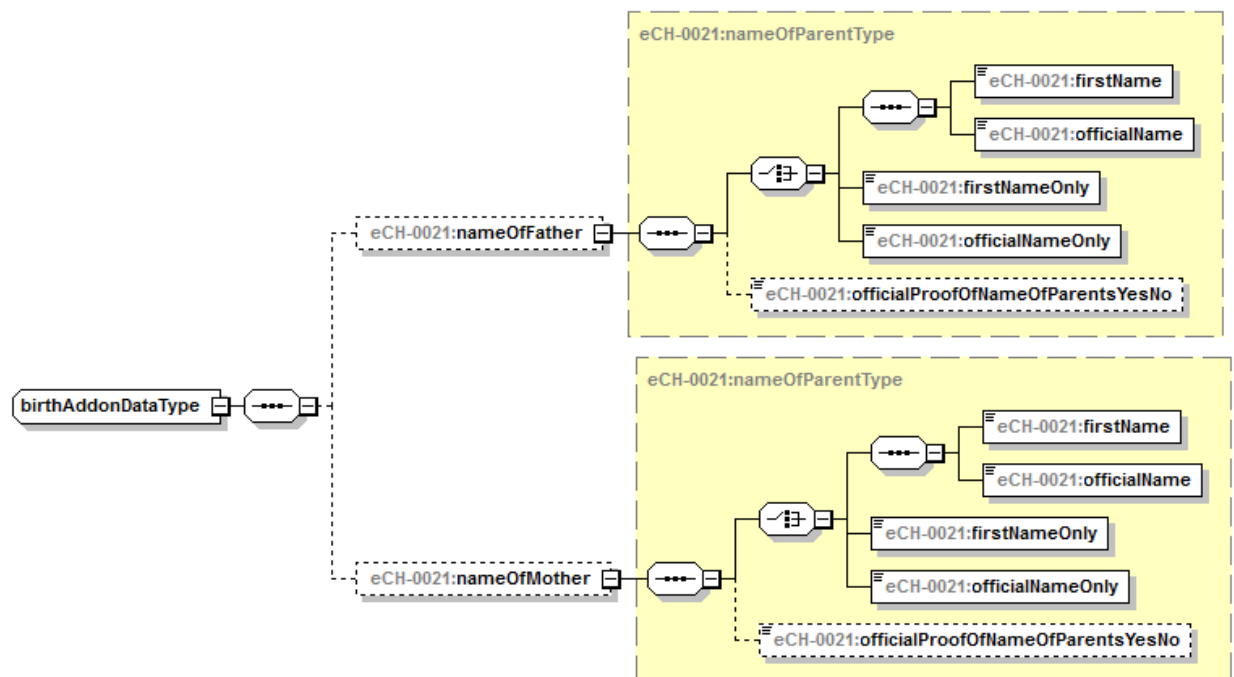 eCH-0021:nameOfParentType
eCH-0021:firstName
eCH-0021:officialName
eCH-0021:firstNameOnly
eCH-0021:nameOfFather
eCH-0021:officialNameOnly
eCH-0021:officialProofOfNameOfParentsYesNo
eCH-0021:nameOfParentType
birthAddonDataType
eCH-0021:firstName
eCH-0021:officialName
eCH-0021:firstNameOnly
eCH-0021:nameOfMother
eCH-0021:officialNameOnly
eCH-0021:officialProofOfNameOfParentsYesNo